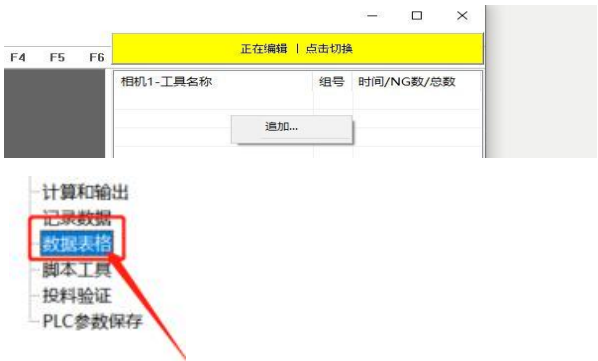 正在编辑 | 点击切换
F4 F5 F6
相机1-工具名称 组号 时间/NG数/总数
追加...
计算和输出
记录数据
数据表格
脚本工具
投料验证
PLC参数保存